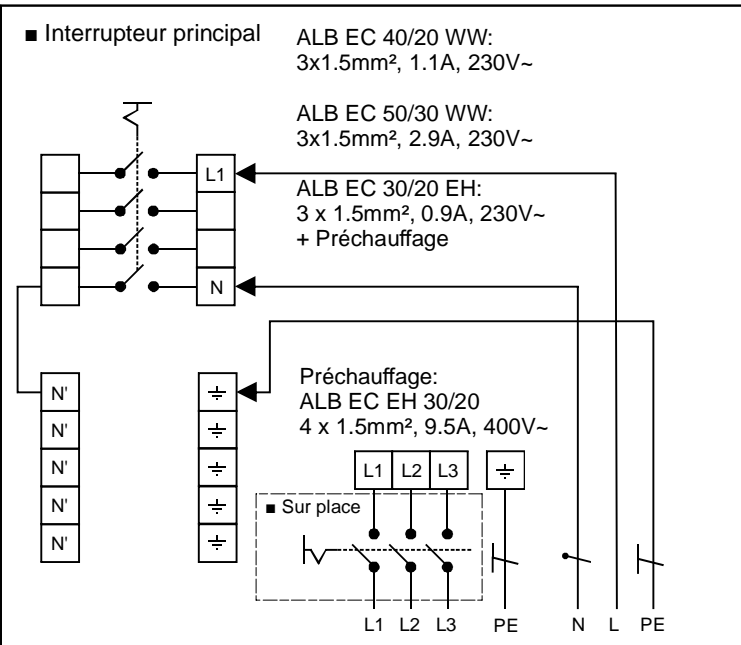 ■ Interrupteur principal
ALB EC 40/20 WW:
3x1.5mm², 1.1A, 230V~
ALB EC 50/30 WW:
3x1.5mm², 2.9A, 230V~
L1
ALB EC 30/20 EH:
3 x 1.5mm², 0.9A, 230V~
+ Préchauffage
N
Préchauffage:
ALB EC EH 30/20
4 x 1.5mm², 9.5A, 400V~
N'
N'
N'
N'
N'
L1 L2 L3
■ Sur place
L1 L2 L3 PE N L PE